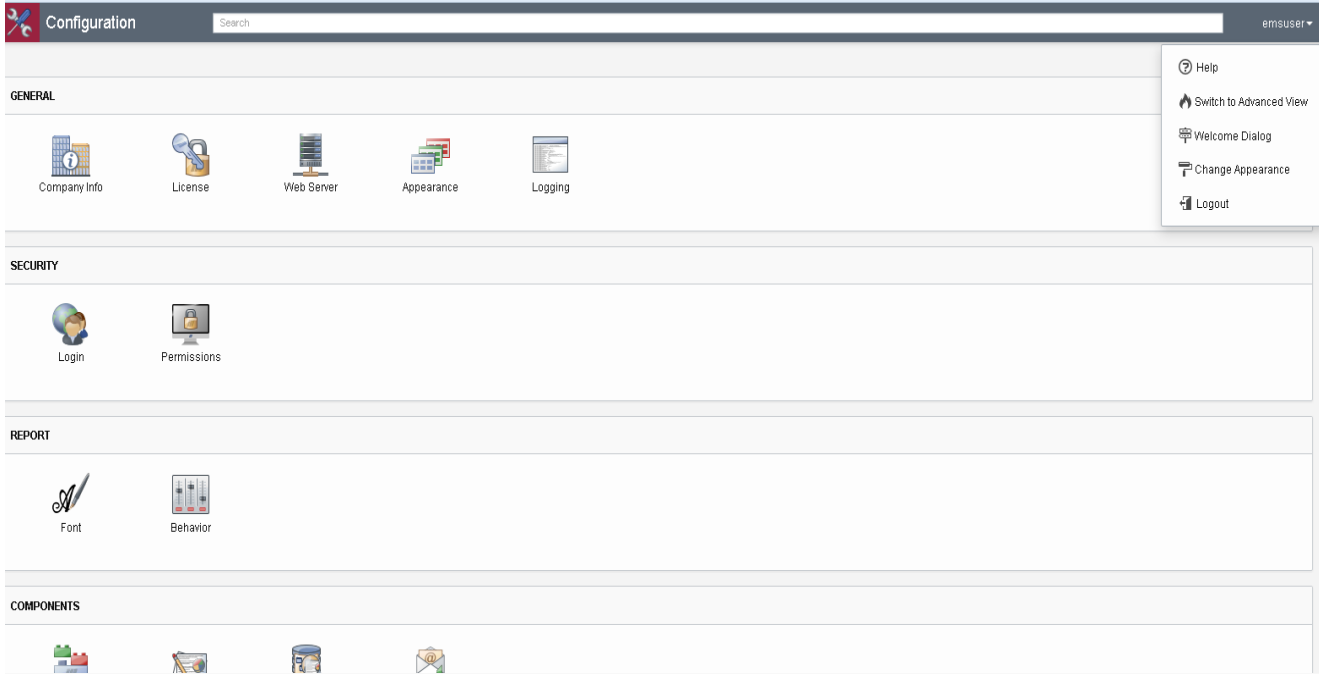 Configuration
Search
emsuser
Help
Switch to Advanced View
Welcome Dialog
Change Appearance
Logout
GENERAL
Company Info
License
Web Server
Appearance
Logging
SECURITY
Login
Permissions
REPORT
Font
Behavior
COMPONENTS